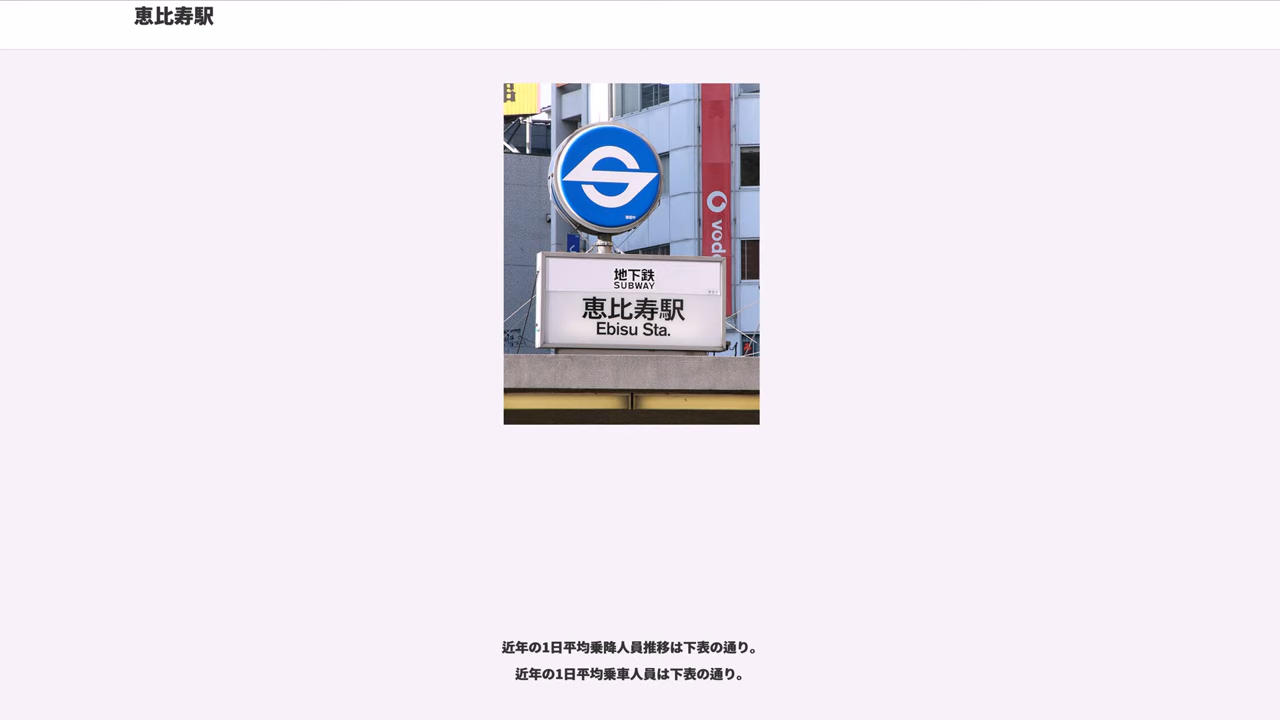 恵比寿駅
地下鉄
SUBWAY
恵比寿駅
Ebisu Sta.
近年の1日平均乗降人員推移は下表の通り。
近年の1日平均乗車人員は下表の通り。